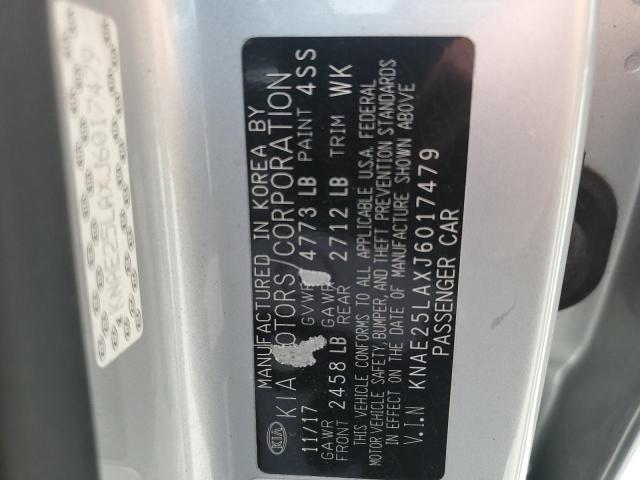 KNAE25LAXJ6017479
MANUFACTURED IN KOREA BY
KIA MOTORS CORPORATION
11/17 GVWR 4773 LB PAINT 4SS
GAWR FRONT 2458 LB GAWR REAR 2712 LB TRIM WK
THIS VEHICLE CONFORMS TO ALL APPLICABLE U.S.A. FEDERAL
MOTOR VEHICLE SAFETY, BUMPER, AND THEFT PREVENTION STANDARDS
IN EFFECT ON THE DATE OF MANUFACTURE SHOWN ABOVE
V.I.N KNAE25LAXJ6017479
PASSENGER CAR